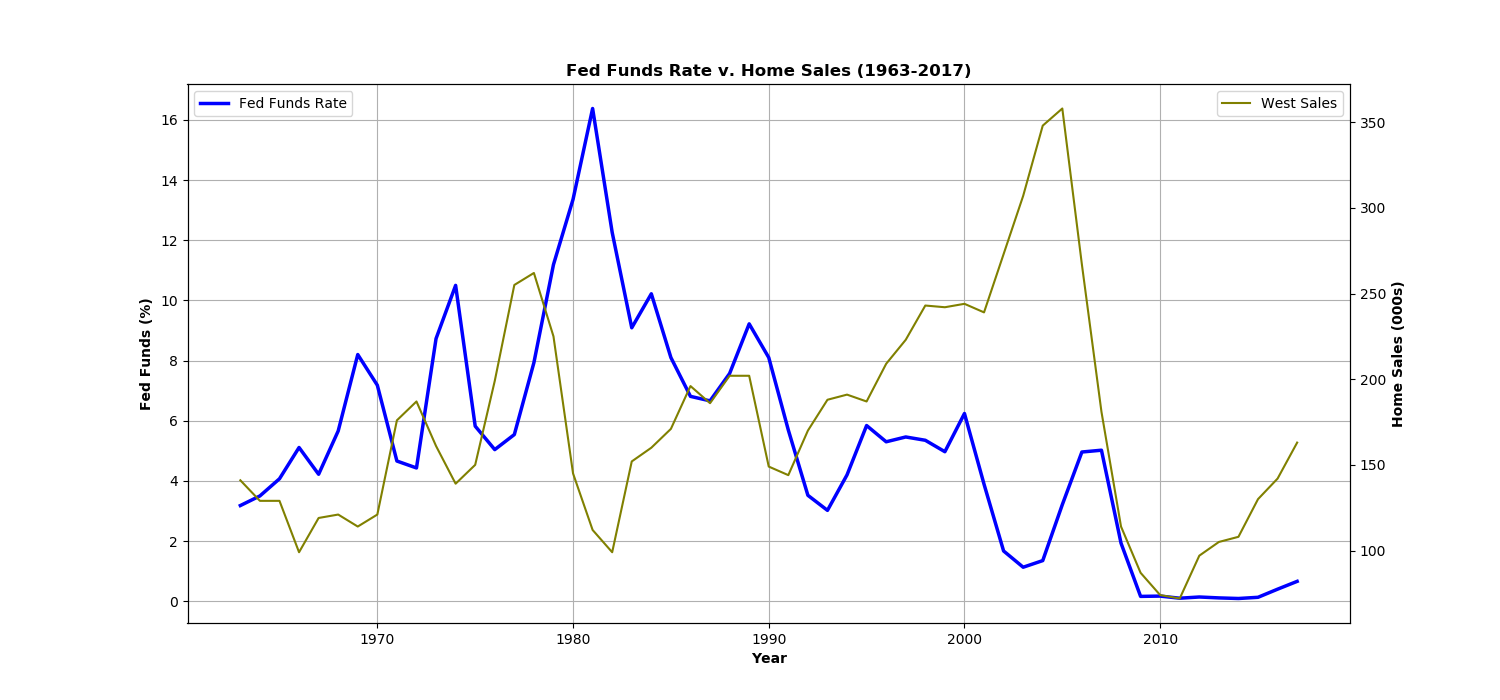 Fed Funds Rate v. Home Sales (1963-2017)
Fed Funds Rate
West Sales
Fed Funds (%)
16
14
12
10
8
6
4
2
0
350
300
250
200
150
100
Home Sales (000s)
1970 1980 1990 2000 2010
Year